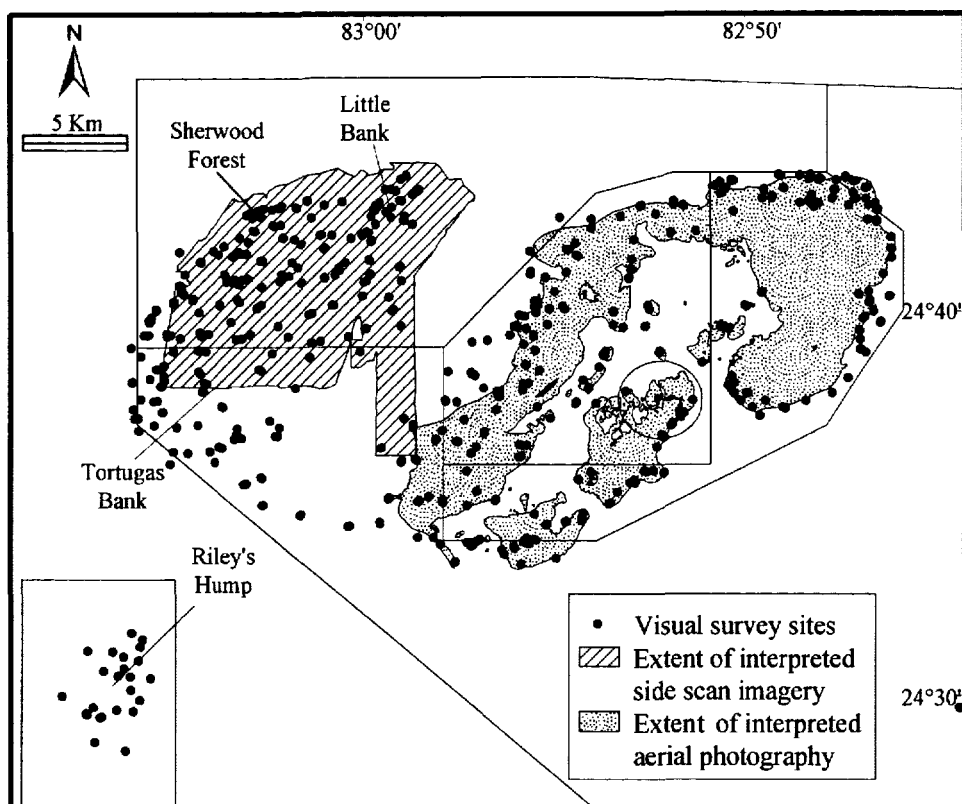 83°00'
82°50'
N
5 Km
Sherwood
Forest
Little
Bank
24°40'
Tortugas
Bank
Riley's
Hump
Visual survey sites
Extent of interpreted
side scan imagery
Extent of interpreted
aerial photography
24°30'